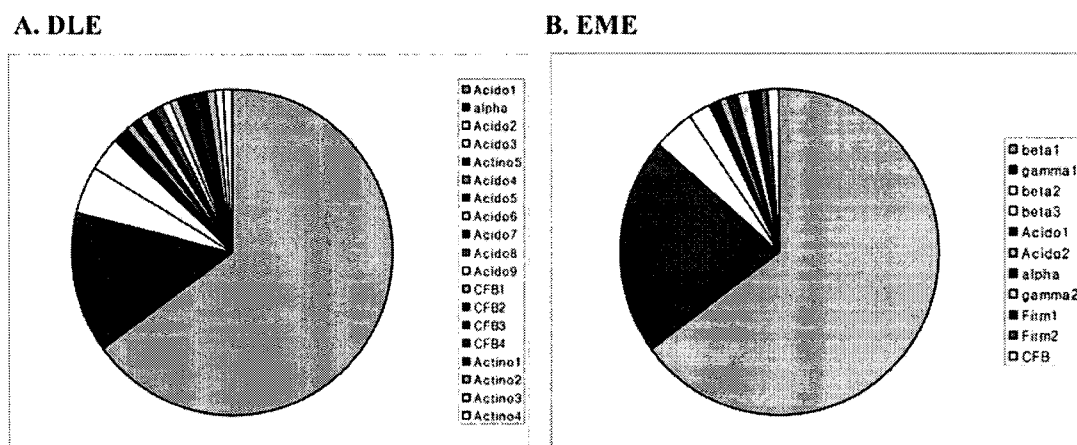 A. DLE
Acido1
alpha
Acido2
Acido3
Actino5
Acido4
Acido5
Acido6
Acido7
Acido8
Acido9
CFB1
CFB2
CFB3
CFB4
Actino1
Actino2
Actino3
Actino4
B. EME
beta1
gamma1
beta2
beta3
Acido1
Acido2
alpha
gamma2
Firm1
Firm2
CFB